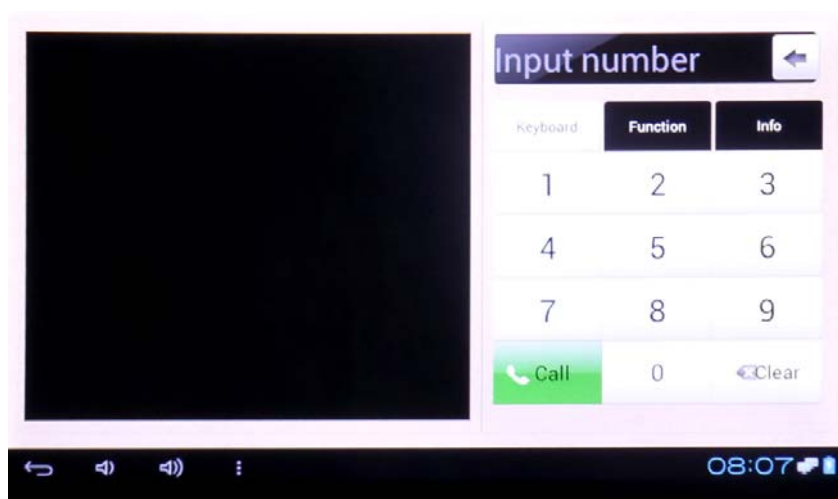 Input number
Keyboard Function Info
1 2 3
4 5 6
7 8 9
Call 0 Clear
08:07